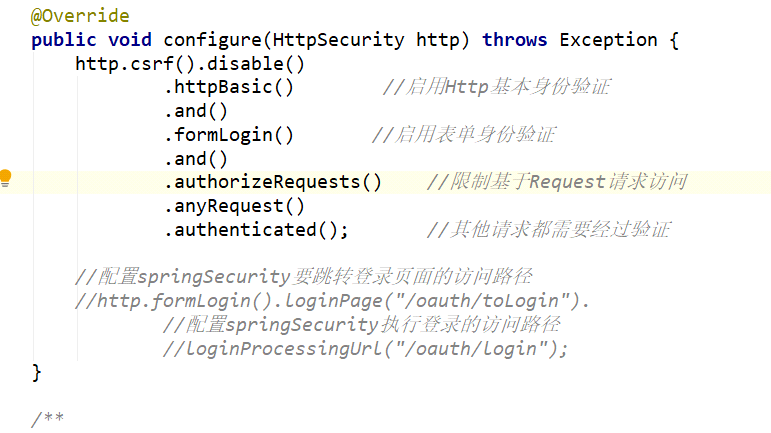 @Override
public void configure(HttpSecurity http) throws Exception {
http.csrf().disable()
.httpBasic() //启用Http基本身份验证
.and()
.formLogin() //启用表单身份验证
.and()
.authorizeRequests() //限制基于Request请求访问
.anyRequest()
.authenticated(); //其他请求都需要经过验证
//配置springSecurity要跳转登录页面的访问路径
//http.formLogin().loginPage("/oauth/toLogin").
//配置springSecurity执行登录的访问路径
//loginProcessingUrl("/oauth/login");
}
/**